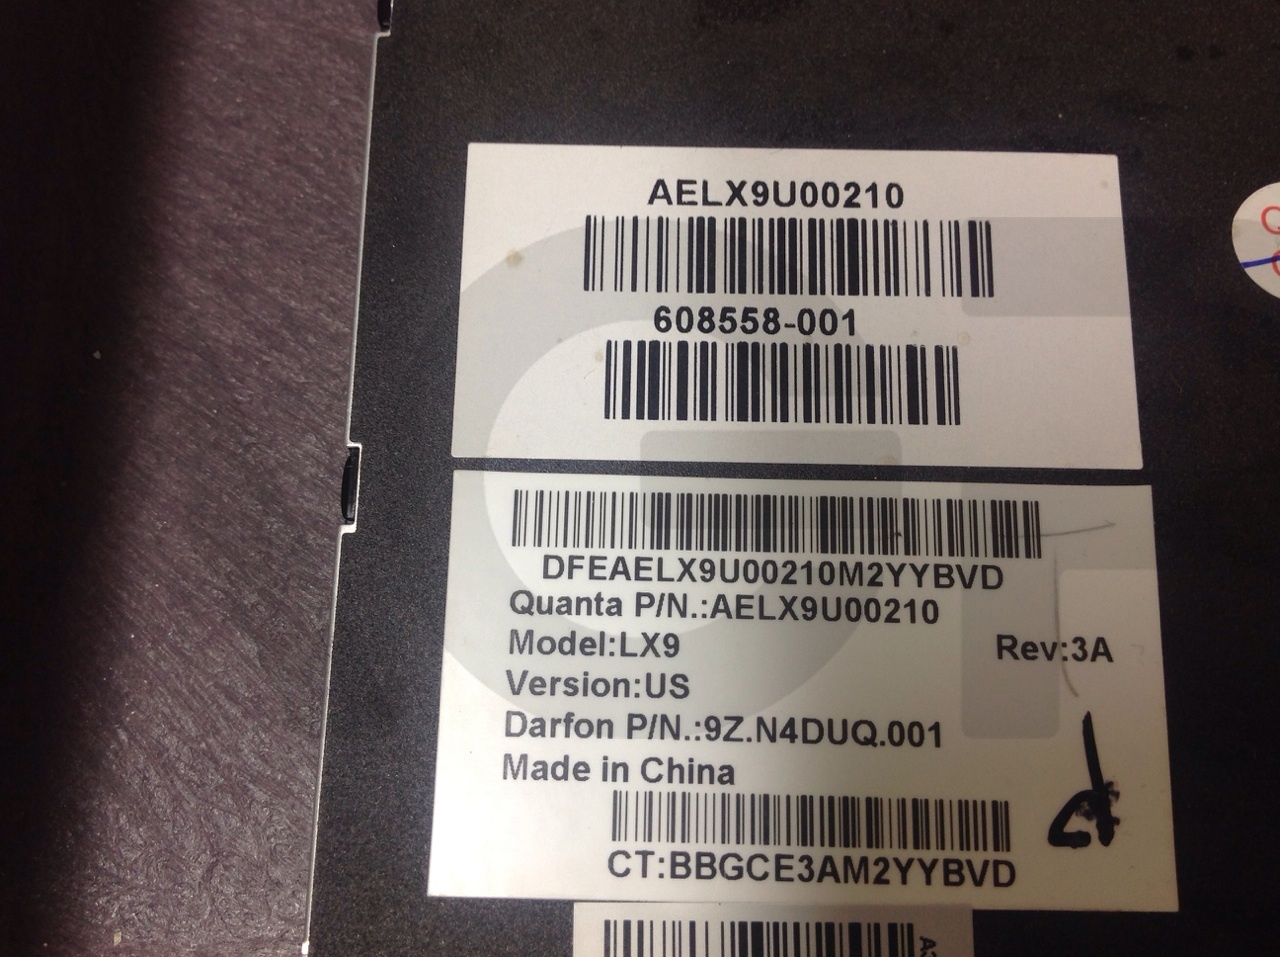 AELX9U00210
608558-001
DFEAELX9U00210M2YYBVD
Quanta P/N.:AELX9U00210
Model:LX9 Rev:3A
Version:US
Darfon P/N.:9Z.N4DUQ.001
Made in China
CT:BBGCE3AM2YYBVD